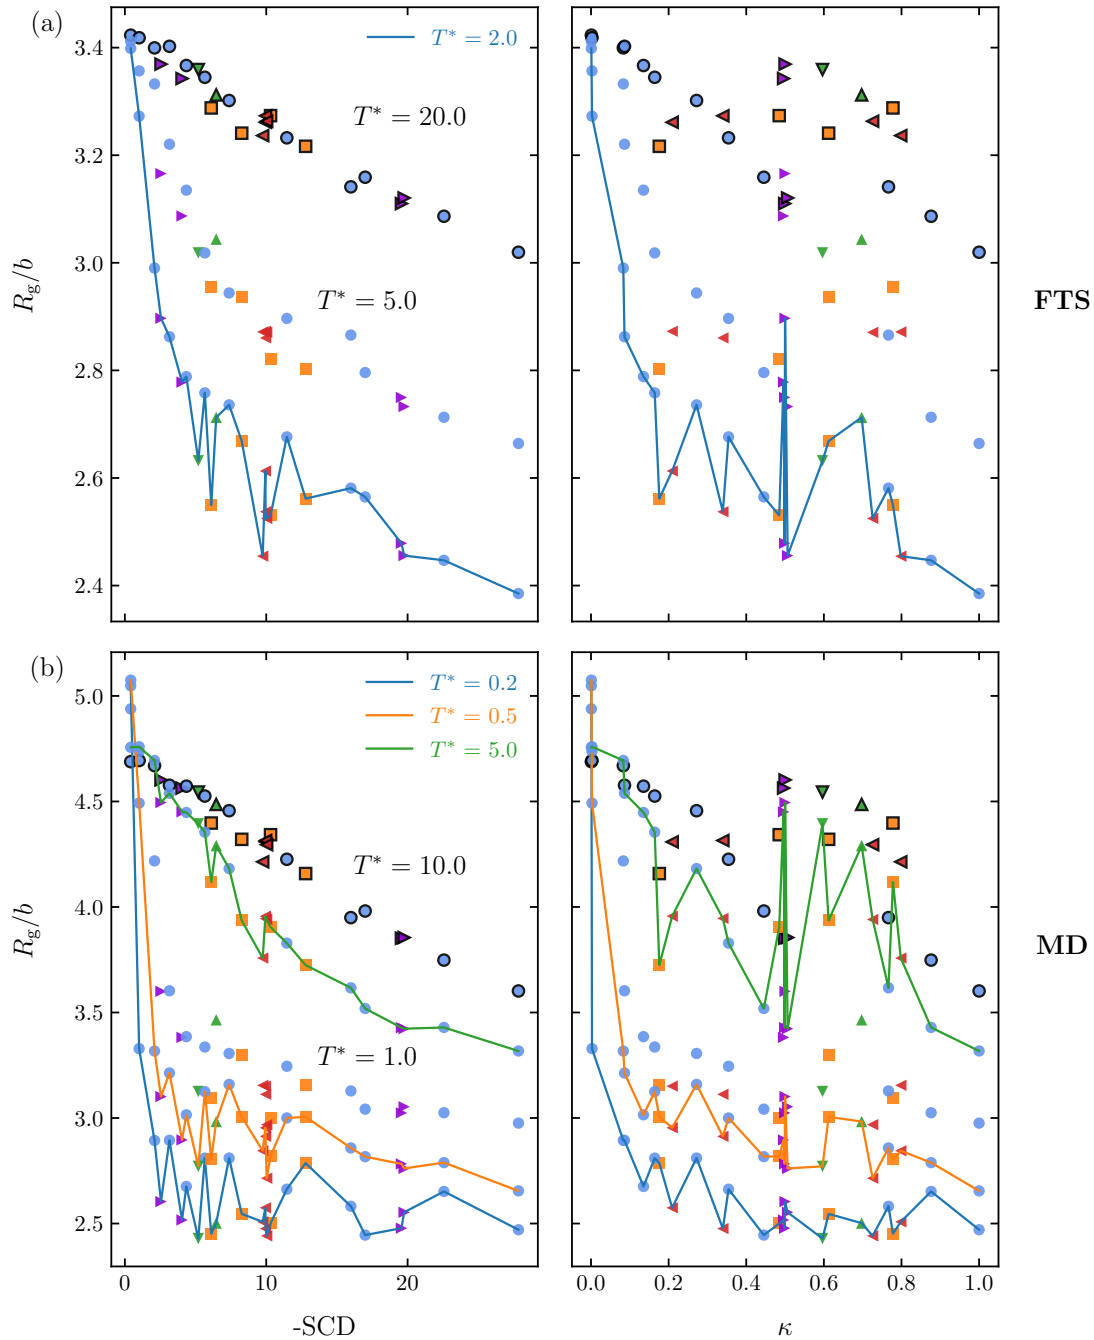 (a)
T* = 2.0
3.4
3.2
3.0
2.8
2.6
2.4
R_g/b
T* = 20.0
T* = 5.0
FTS
(b)
T* = 0.2
T* = 0.5
T* = 5.0
5.0
4.5
4.0
3.5
3.0
2.5
R_g/b
T* = 10.0
T* = 1.0
MD
0 10 20
0.0 0.2 0.4 0.6 0.8 1.0
-SCD
κ